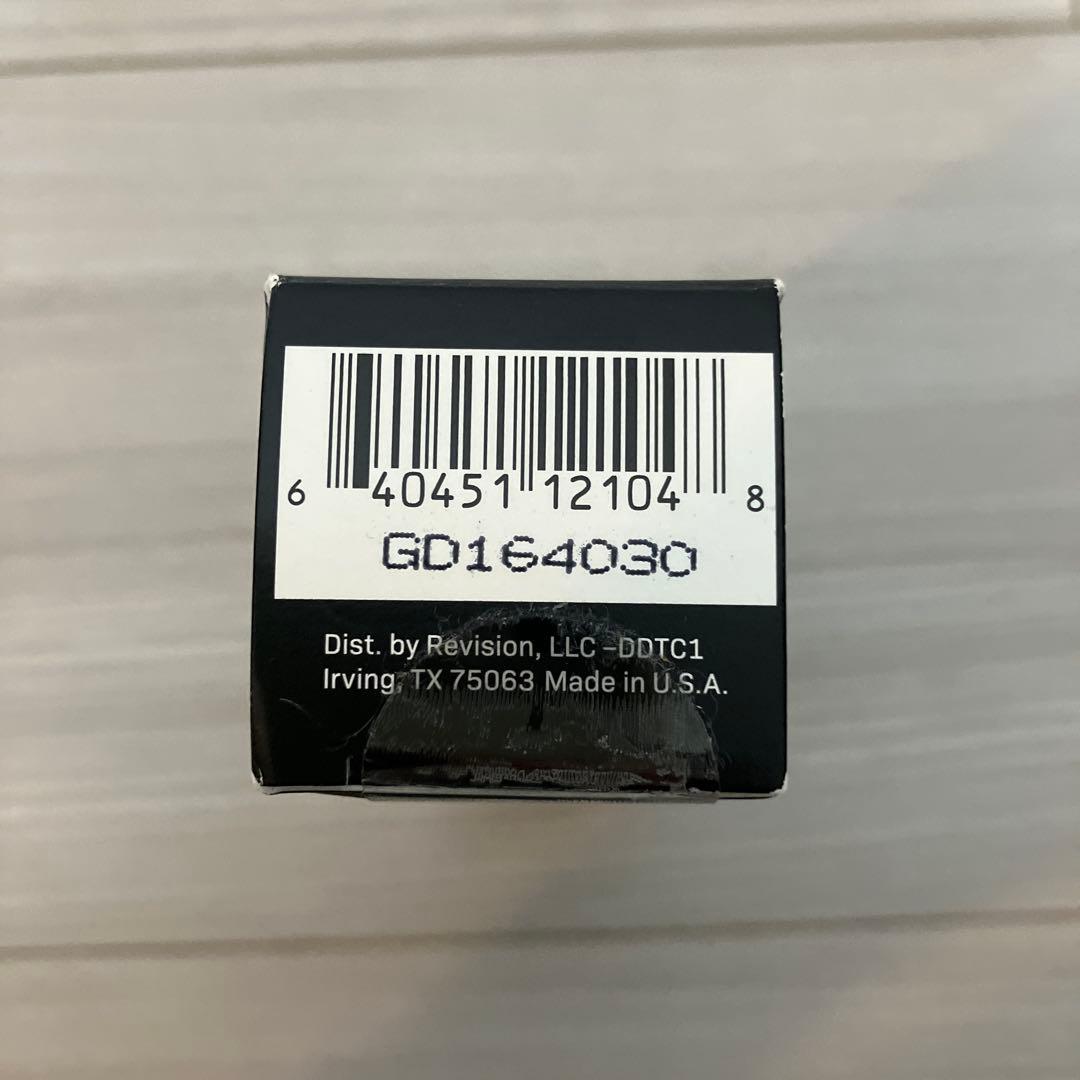 6 40451 12104 8
GD164030
Dist. by Revision, LLC –DDTC1
Irving, TX 75063 Made in U.S.A.